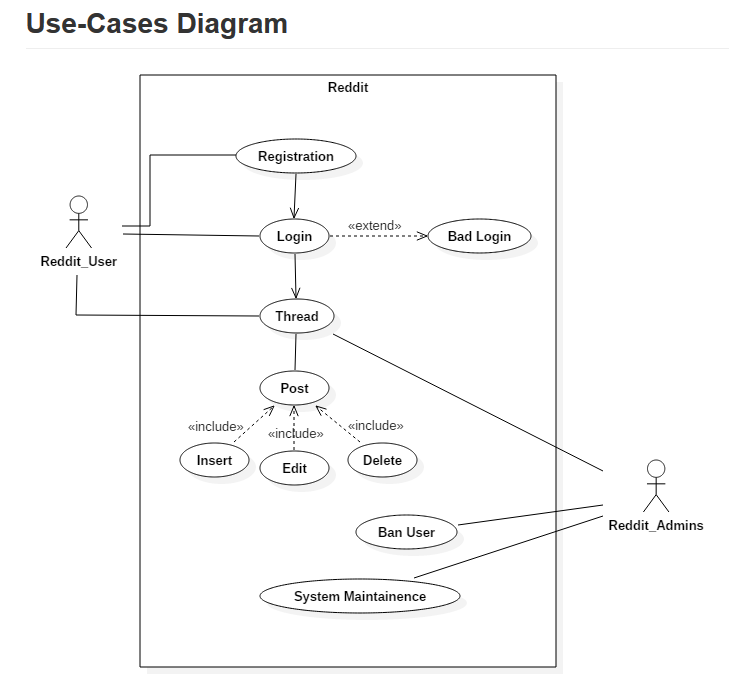 Use-Cases Diagram
Reddit
Registration
«extend»
Login
Bad Login
Reddit_User
Thread
Post
«include»
«include»
«include»
Insert
Edit
Delete
Reddit_Admins
Ban User
System Maintainence